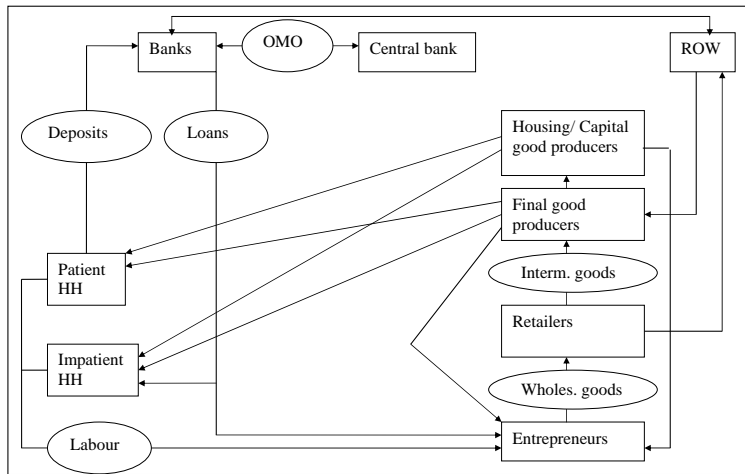 Banks
OMO
Central bank
ROW
Deposits
Loans
Housing/ Capital
good producers
Final good
producers
Patient
HH
Interm. goods
Retailers
Impatient
HH
Wholes. goods
Labour
Entrepreneurs